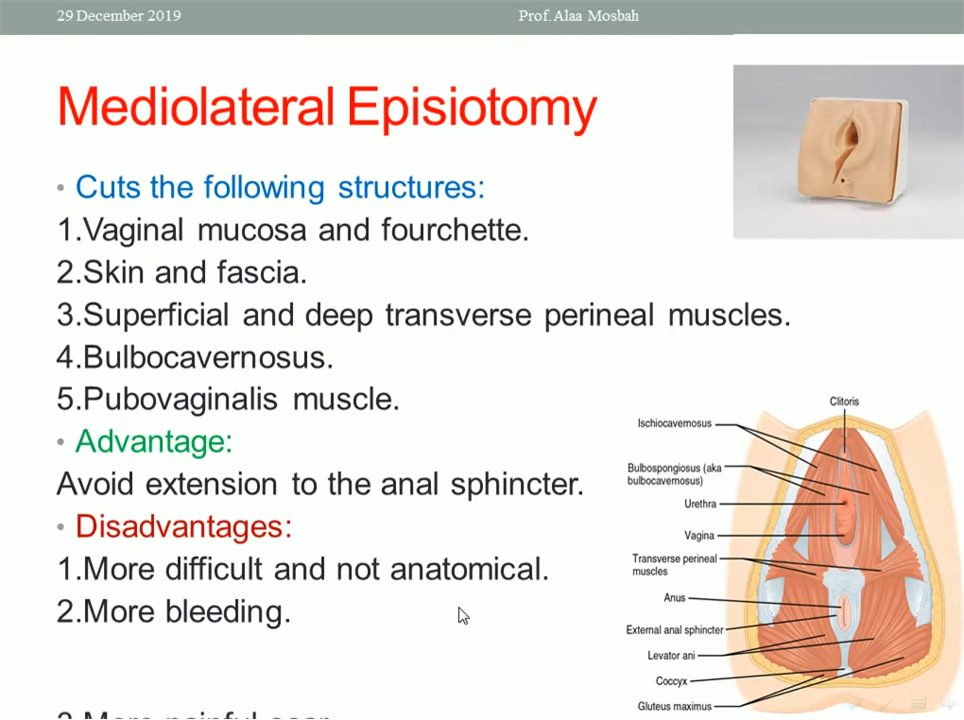 29 December 2019
Prof. Alaa Mosbah
Mediolateral Episiotomy
• Cuts the following structures:
1.Vaginal mucosa and fourchette.
2.Skin and fascia.
3.Superficial and deep transverse perineal muscles.
4.Bulbocavernosus.
5.Pubovaginalis muscle.
• Advantage:
Avoid extension to the anal sphincter.
• Disadvantages:
1.More difficult and not anatomical.
2.More bleeding.
Clitoris
Ischiocavernosus
Bulbospongiosus (aka
bulbocavernosus)
Urethra
Vagina
Transverse perineal
muscles
Anus
External anal sphincter
Levator ani
Coccyx
Gluteus maximus